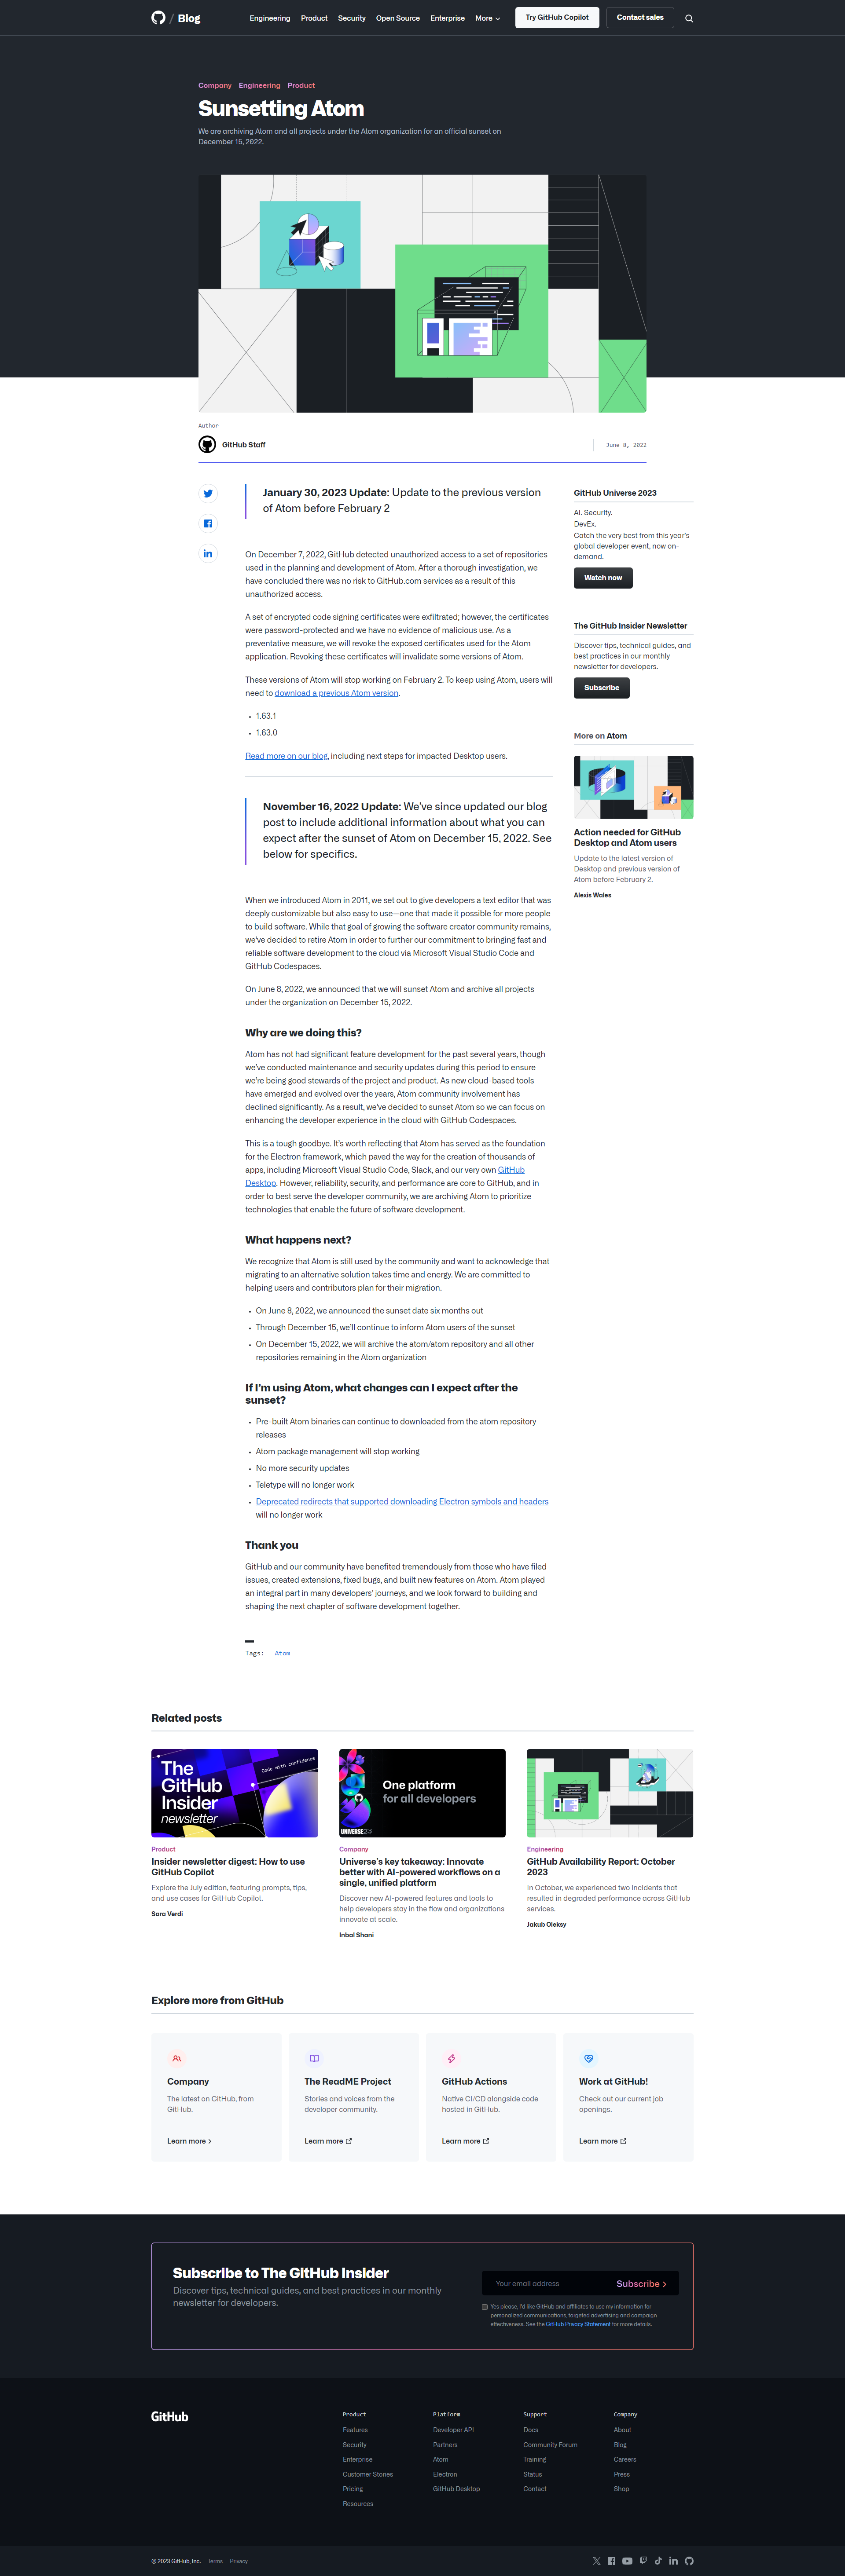 Blog
Engineering Product Security Open Source Enterprise More Try GitHub Copilot Contact sales
Company Engineering Product
Sunsetting Atom
We are archiving Atom and all projects under the Atom organization for an official sunset on
December 15, 2022.
Author
GitHub Staff
June 8, 2022
January 30, 2023 Update: Update to the previous version
of Atom before February 2
On December 7, 2022, GitHub detected unauthorized access to a set of repositories
used in the planning and development of Atom. After a thorough investigation, we
have concluded there was no risk to GitHub.com services as a result of this
unauthorized access.
A set of encrypted code signing certificates were exfiltrated; however, the certificates
were password-protected and we have no evidence of malicious use. As a
preventative measure, we will revoke the exposed certificates used for the Atom
application. Revoking these certificates will invalidate some versions of Atom.
These versions of Atom will stop working on February 2. To keep using Atom, users will
need to download a previous Atom version.
1.63.1
1.63.0
Read more on our blog, including next steps for impacted Desktop users.
November 16, 2022 Update: We've since updated our blog
post to include additional information about what you can
expect after the sunset of Atom on December 15, 2022. See
below for specifics.
When we introduced Atom in 2011, we set out to give developers a text editor that was
deeply customizable but also easy to use—one that made it possible for more people
to build software. While that goal of growing the software creator community remains,
we've decided to retire Atom in order to further our commitment to bringing fast and
reliable software development to the cloud via Microsoft Visual Studio Code and
GitHub Codespaces.
On June 8, 2022, we announced that we will sunset Atom and archive all projects
under the organization on December 15, 2022.
Why are we doing this?
Atom has not had significant feature development for the past several years, though
we've conducted maintenance and security updates during this period to ensure
we're being good stewards of the project and product. As new cloud-based tools
have emerged and evolved over the years, Atom community involvement has
declined significantly. As a result, we've decided to sunset Atom so we can focus on
enhancing the developer experience in the cloud with GitHub Codespaces.
This is a tough goodbye. It's worth reflecting that Atom has served as the foundation
for the Electron framework, which paved the way for the creation of thousands of
apps, including Microsoft Visual Studio Code, Slack, and our very own GitHub
Desktop. However, reliability, security, and performance are core to GitHub, and in
order to best serve the developer community, we are archiving Atom to prioritize
technologies that enable the future of software development.
What happens next?
We recognize that Atom is still used by the community and want to acknowledge that
migrating to an alternative solution takes time and energy. We are committed to
helping users and contributors plan for their migration.
On June 8, 2022, we announced the sunset date six months out
Through December 15, we'll continue to inform Atom users of the sunset
On December 15, 2022, we will archive the atom/atom repository and all other
repositories remaining in the Atom organization
If I'm using Atom, what changes can I expect after the
sunset?
Pre-built Atom binaries can continue to downloaded from the atom repository
releases
Atom package management will stop working
No more security updates
Teletype will no longer work
Deprecated redirects that supported downloading Electron symbols and headers
will no longer work
Thank you
GitHub and our community have benefited tremendously from those who have filed
issues, created extensions, fixed bugs, and built new features on Atom. Atom played
an integral part in many developers' journeys, and we look forward to building and
shaping the next chapter of software development together.
Tags: Atom
GitHub Universe 2023
AI. Security.
DevEx.
Catch the very best from this year's
global developer event, now on-
demand.
Watch now
The GitHub Insider Newsletter
Discover tips, technical guides, and
best practices in our monthly
newsletter for developers.
Subscribe
More on Atom
Action needed for GitHub
Desktop and Atom users
Update to the latest version of
Desktop and previous version of
Atom before February 2.
Alexis Wales
Related posts
The
GitHub
Insider
newsletter
Code with confidence
Product
Insider newsletter digest: How to use
GitHub Copilot
Explore the July edition, featuring prompts, tips,
and use cases for GitHub Copilot.
Sara Verdi
One platform
for all developers
UNIVERSE23
Company
Universe's key takeaway: Innovate
better with AI-powered workflows on a
single, unified platform
Discover new AI-powered features and tools to
help developers stay in the flow and organizations
innovate at scale.
Inbal Shani
Engineering
GitHub Availability Report: October
2023
In October, we experienced two incidents that
resulted in degraded performance across GitHub
services.
Jakub Oleksy
Explore more from GitHub
Company
The latest on GitHub, from
GitHub.
Learn more
The ReadME Project
Stories and voices from the
developer community.
Learn more
GitHub Actions
Native CI/CD alongside code
hosted in GitHub.
Learn more
Work at GitHub!
Check out our current job
openings.
Learn more
Subscribe to The GitHub Insider
Discover tips, technical guides, and best practices in our monthly
newsletter for developers.
Your email address
Subscribe
Yes please, I'd like GitHub and affiliates to use my information for
personalized communications, targeted advertising and campaign
effectiveness. See the GitHub Privacy Statement for more details.
GitHub
Product
Features
Security
Enterprise
Customer Stories
Pricing
Resources
Platform
Developer API
Partners
Atom
Electron
GitHub Desktop
Support
Docs
Community Forum
Training
Status
Contact
Company
About
Blog
Careers
Press
Shop
© 2023 GitHub, Inc. Terms Privacy